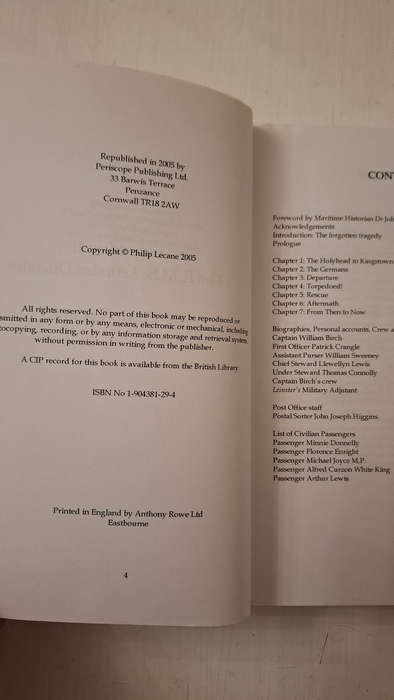 Republished in 2005 by
Periscope Publishing Ltd.
33 Barwis Terrace
Penzance
Cornwall TR18 2AW
Copyright © Philip Lecane 2005
All rights reserved. No part of this book may be reproduced or
smitted in any form or by any means, electronic or mechanical, including
tocopying, recording, or by any information storage and retrieval system,
without permission in writing from the publisher.
A CIP record for this book is available from the British Library
ISBN No 1-904381-29-4
Printed in England by Anthony Rowe Ltd
Eastbourne
4
CON
Foreword by Maritime Historian Dr Joh
Acknowledgements
Introduction: The forgotten tragedy
Prologue
Chapter 1: The Holyhead to Kingstown
Chapter 2: The Germans
Chapter 3: Departure
Chapter 4: Torpedoed!
Chapter 5: Rescue
Chapter 6: Aftermath
Chapter 7: From Then to Now
Biographies, Personal accounts, Crew a
Captain William Birch
First Officer Patrick Crangle
Assistant Purser William Sweeney
Chief Steward Llewellyn Lewis
Under Steward Thomas Connolly
Captain Birch's crew
Leinster's Military Adjutant
Post Office staff
Postal Sorter John Joseph Higgins
List of Civilian Passengers
Passenger Minnie Donnelly
Passenger Florence Enright
Passenger Michael Joyce M.P.
Passenger Alfred Curzon White King
Passenger Arthur Lewis